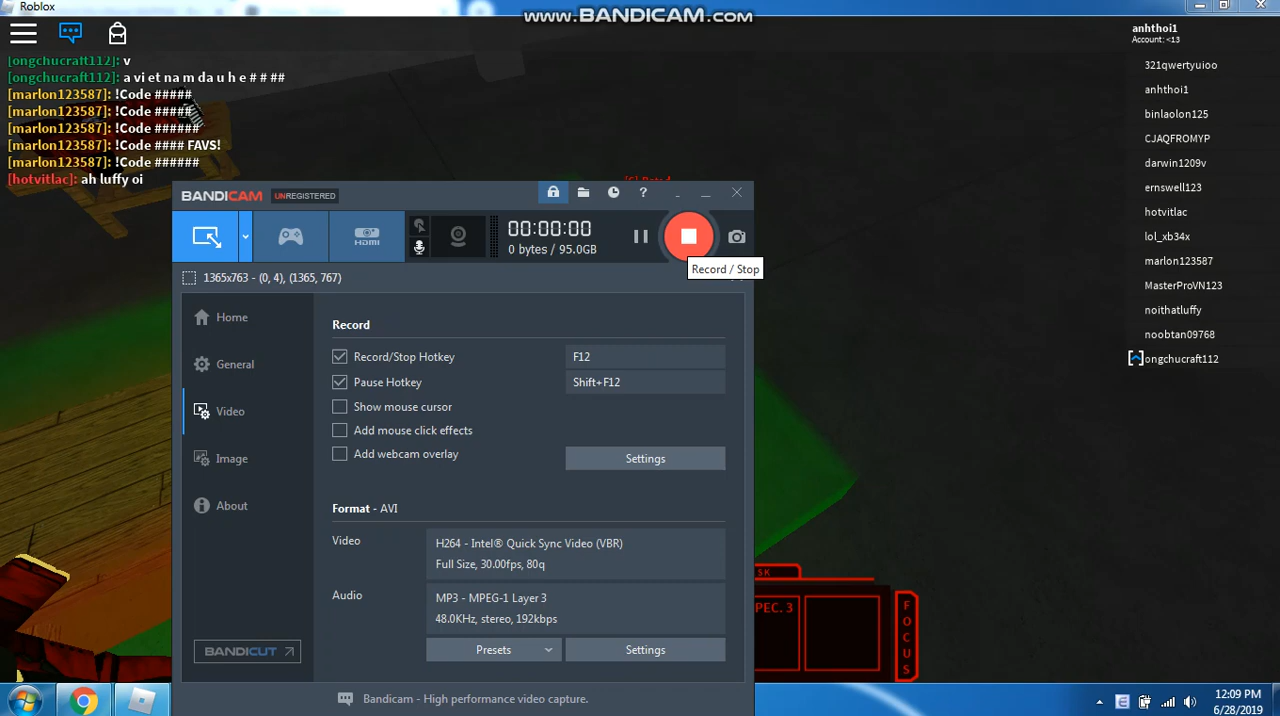 Roblox
www.BANDICAM.com
[ongchucraft112]: v
[ongchucraft112]: a vi et na m da u h e # # ##
[marlon123587]: !Code #####
[marlon123587]: !Code #####
[marlon123587]: !Code ######
[marlon123587]: !Code #### FAVS!
[marlon123587]: !Code ######
[hotvitlac]: ah luffy oi
anhthoi1
Account: <13
321qwertyuioo
anhthoi1
binlaolon125
CJAQFROMYP
darwin1209v
ernswell123
hotvitlac
lol_xb34x
marlon123587
MasterProVN123
noithatluffy
noobtan09768
ongchucraft112
BANDICAM UNREGISTERED
HDMI
00:00:00
0 bytes / 95.0GB
Record / Stop
1365x763 - (0, 4), (1365, 767)
Home
General
Video
Image
About
BANDICUT
Record
Record/Stop Hotkey F12
Pause Hotkey Shift+F12
Show mouse cursor
Add mouse click effects
Add webcam overlay
Settings
Format - AVI
Video
H264 - Intel® Quick Sync Video (VBR)
Full Size, 30.00fps, 80q
Audio
MP3 - MPEG-1 Layer 3
48.0KHz, stereo, 192kbps
Presets
Settings
Bandicam - High performance video capture.
SK
PEC. 3
FOCUS
12:09 PM
6/28/2019